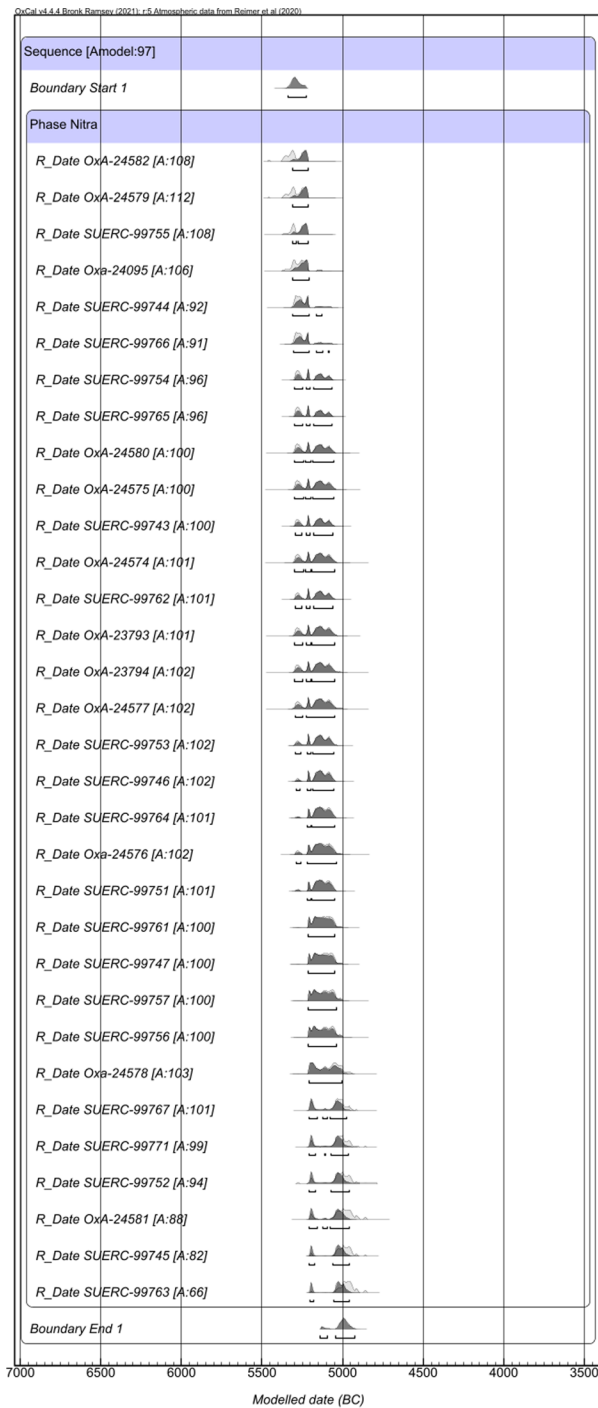 OxCal v4.4.4 Bronk Ramsey (2021); r:5 Atmospheric data from Reimer et al (2020)
Sequence [Amodel:97]
Boundary Start 1
Phase Nitra
R_Date OxA-24582 [A:108]
R_Date OxA-24579 [A:112]
R_Date SUERC-99755 [A:108]
R_Date Oxa-24095 [A:106]
R_Date SUERC-99744 [A:92]
R_Date SUERC-99766 [A:91]
R_Date SUERC-99754 [A:96]
R_Date SUERC-99765 [A:96]
R_Date OxA-24580 [A:100]
R_Date OxA-24575 [A:100]
R_Date SUERC-99743 [A:100]
R_Date OxA-24574 [A:101]
R_Date SUERC-99762 [A:101]
R_Date OxA-23793 [A:101]
R_Date OxA-23794 [A:102]
R_Date OxA-24577 [A:102]
R_Date SUERC-99753 [A:102]
R_Date SUERC-99746 [A:102]
R_Date SUERC-99764 [A:101]
R_Date Oxa-24576 [A:102]
R_Date SUERC-99751 [A:101]
R_Date SUERC-99761 [A:100]
R_Date SUERC-99747 [A:100]
R_Date SUERC-99757 [A:100]
R_Date SUERC-99756 [A:100]
R_Date Oxa-24578 [A:103]
R_Date SUERC-99767 [A:101]
R_Date SUERC-99771 [A:99]
R_Date SUERC-99752 [A:94]
R_Date OxA-24581 [A:88]
R_Date SUERC-99745 [A:82]
R_Date SUERC-99763 [A:66]
Boundary End 1
7000 6500 6000 5500 5000 4500 4000 3500
Modelled date (BC)